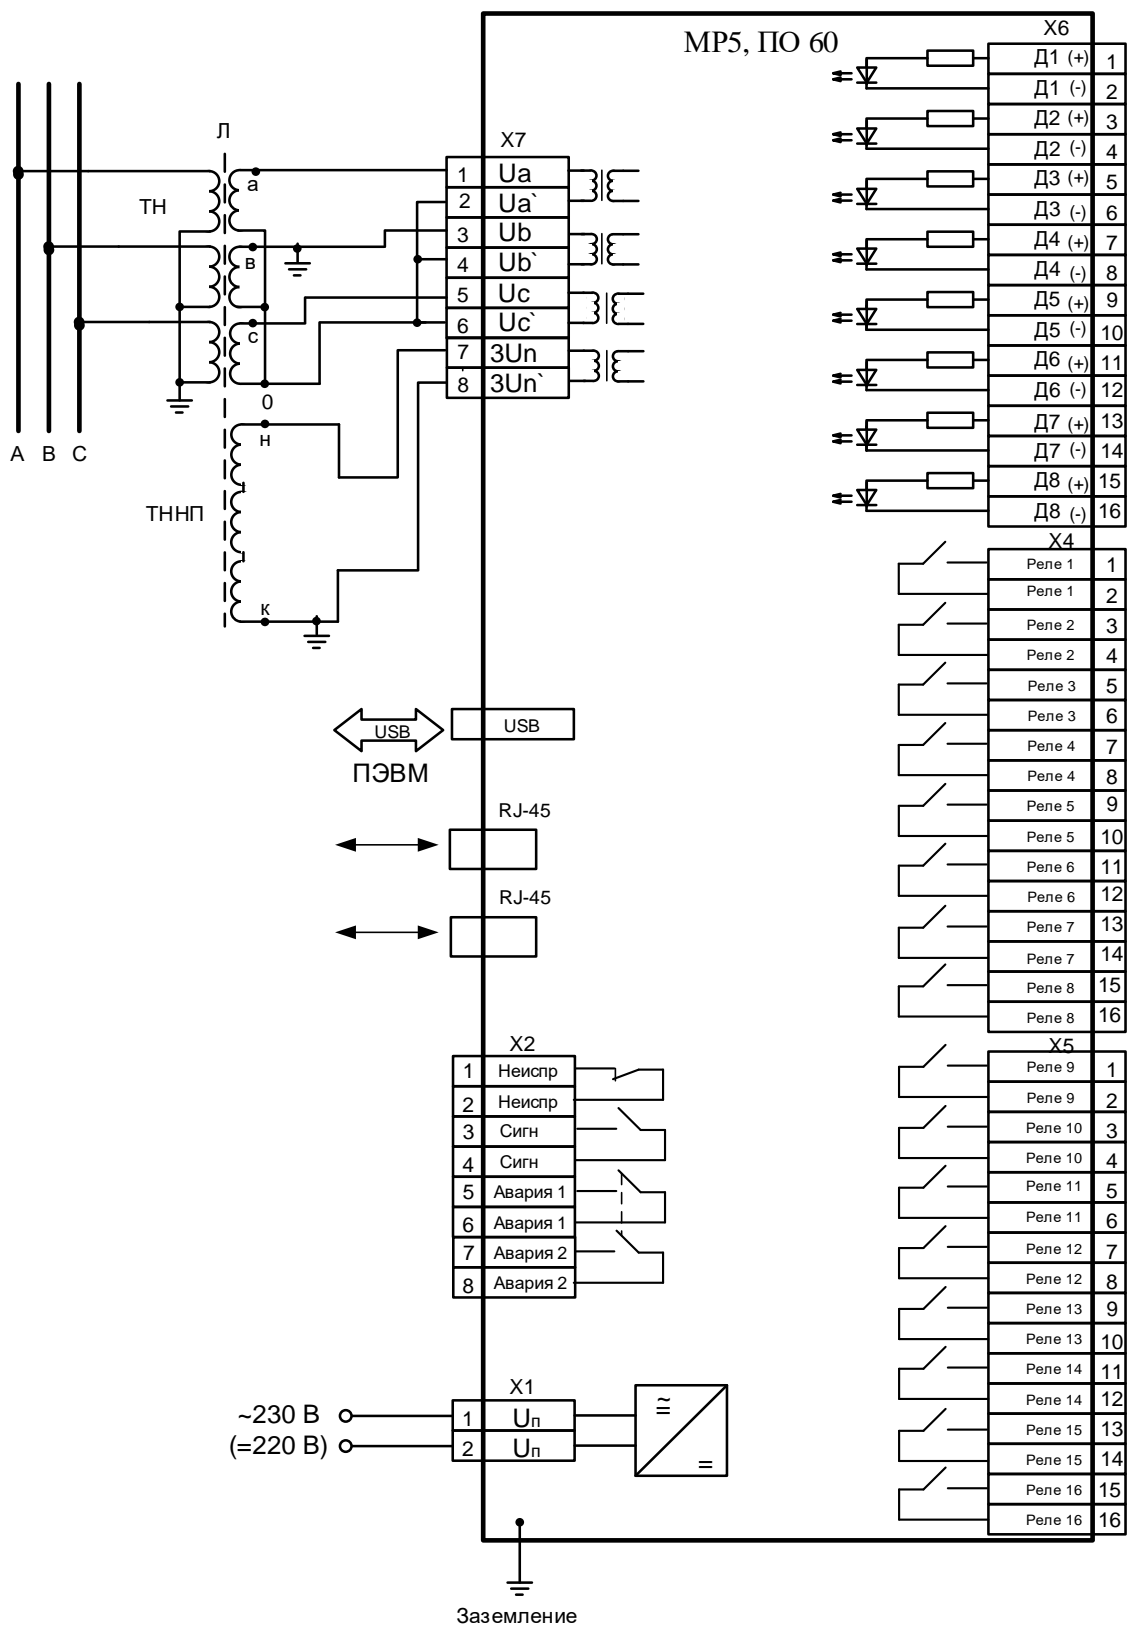 МР5, ПО 60
Л
ТН
а
в
с
0
н
ТННП
к
А В С
X7
1 Ua
2 Ua`
3 Ub
4 Ub`
5 Uc
6 Uc`
7 3Un
8 3Un`
USB
ПЭВМ
USB
RJ-45
RJ-45
X2
1 Неиспр
2 Неиспр
3 Сигн
4 Сигн
5 Авария 1
6 Авария 1
7 Авария 2
8 Авария 2
X1
~230 В
(=220 В)
1 Uп
2 Uп
≂
=
Заземление
X6
Д1 (+) 1
Д1 (-) 2
Д2 (+) 3
Д2 (-) 4
Д3 (+) 5
Д3 (-) 6
Д4 (+) 7
Д4 (-) 8
Д5 (+) 9
Д5 (-) 10
Д6 (+) 11
Д6 (-) 12
Д7 (+) 13
Д7 (-) 14
Д8 (+) 15
Д8 (-) 16
X4
Реле 1 1
Реле 1 2
Реле 2 3
Реле 2 4
Реле 3 5
Реле 3 6
Реле 4 7
Реле 4 8
Реле 5 9
Реле 5 10
Реле 6 11
Реле 6 12
Реле 7 13
Реле 7 14
Реле 8 15
Реле 8 16
X5
Реле 9 1
Реле 9 2
Реле 10 3
Реле 10 4
Реле 11 5
Реле 11 6
Реле 12 7
Реле 12 8
Реле 13 9
Реле 13 10
Реле 14 11
Реле 14 12
Реле 15 13
Реле 15 14
Реле 16 15
Реле 16 16